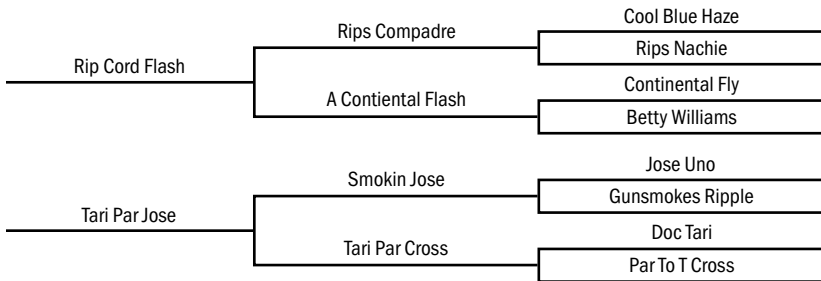 Cool Blue Haze
Rips Compadre
Rips Nachie
Rip Cord Flash
Continental Fly
A Contiental Flash
Betty Williams
Jose Uno
Smokin Jose
Gunsmokes Ripple
Tari Par Jose
Doc Tari
Tari Par Cross
Par To T Cross